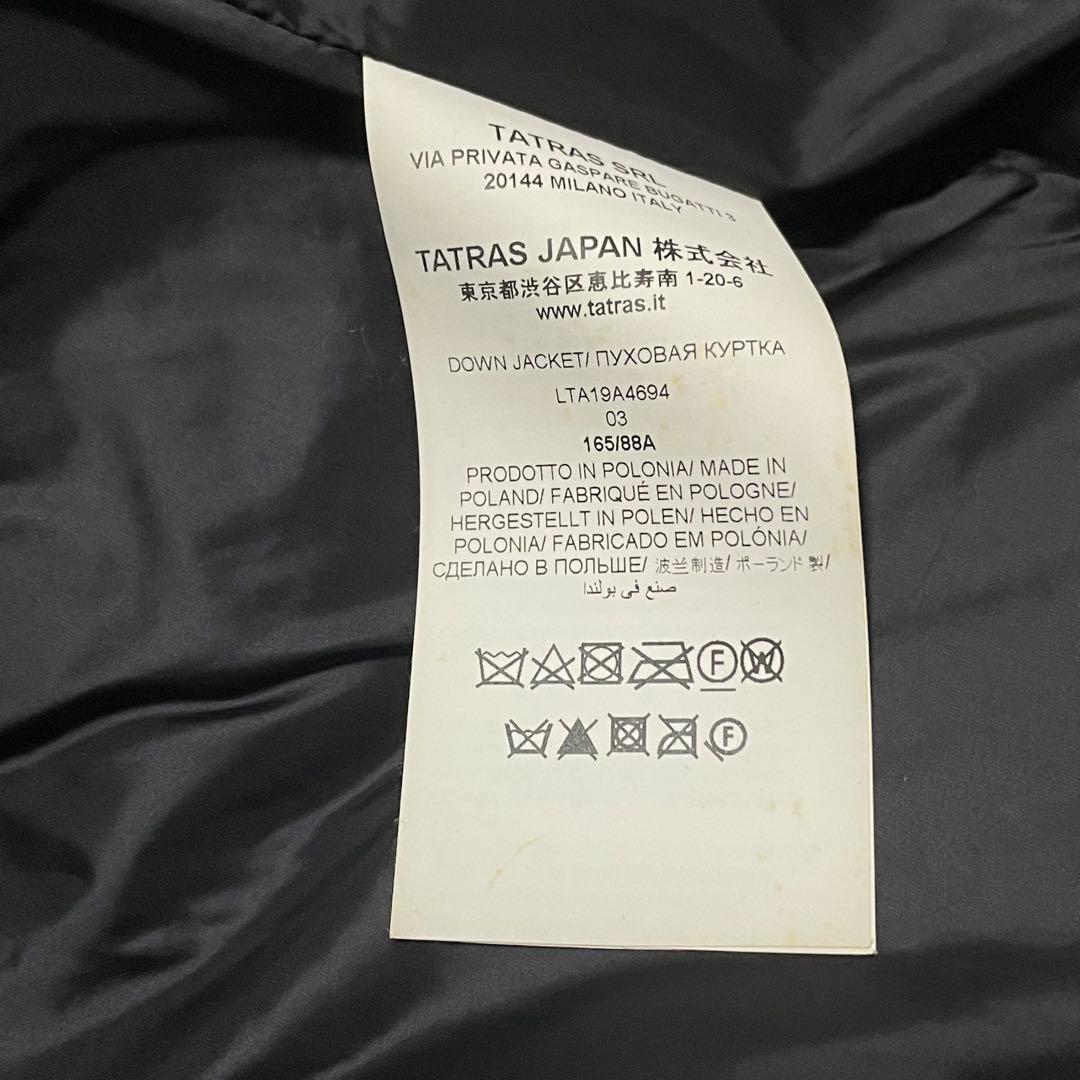 TATRAS SRL
VIA PRIVATA GASPARE BUGATTI 3
20144 MILANO ITALY
TATRAS JAPAN 株式会社
東京都渋谷区恵比寿南 1-20-6
www.tatras.it
DOWN JACKET/ ПУХОВАЯ КУРТКА
LTA19A4694
03
165/88A
PRODOTTO IN POLONIA/ MADE IN
POLAND/ FABRIQUÉ EN POLOGNE/
HERGESTELLT IN POLEN/ HECHO EN
POLONIA/ FABRICADO EM POLÓNIA/
СДЕЛАНО В ПОЛЬШЕ/ 波兰制造/ ポーランド 製/
صنع في بولندا
F W
F